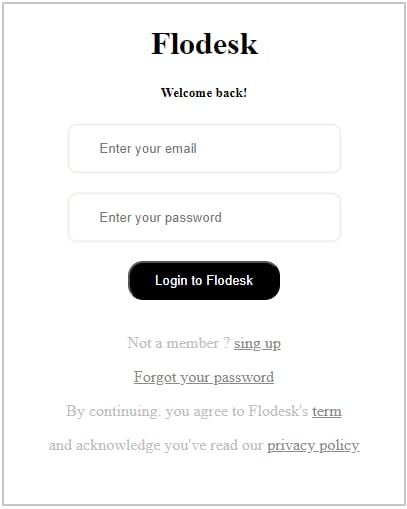 Flodesk
Welcome back!
Enter your email
Enter your password
Login to Flodesk
Not a member ? sing up
Forgot your password
By continuing. you agree to Flodesk's term
and acknowledge you've read our privacy policy